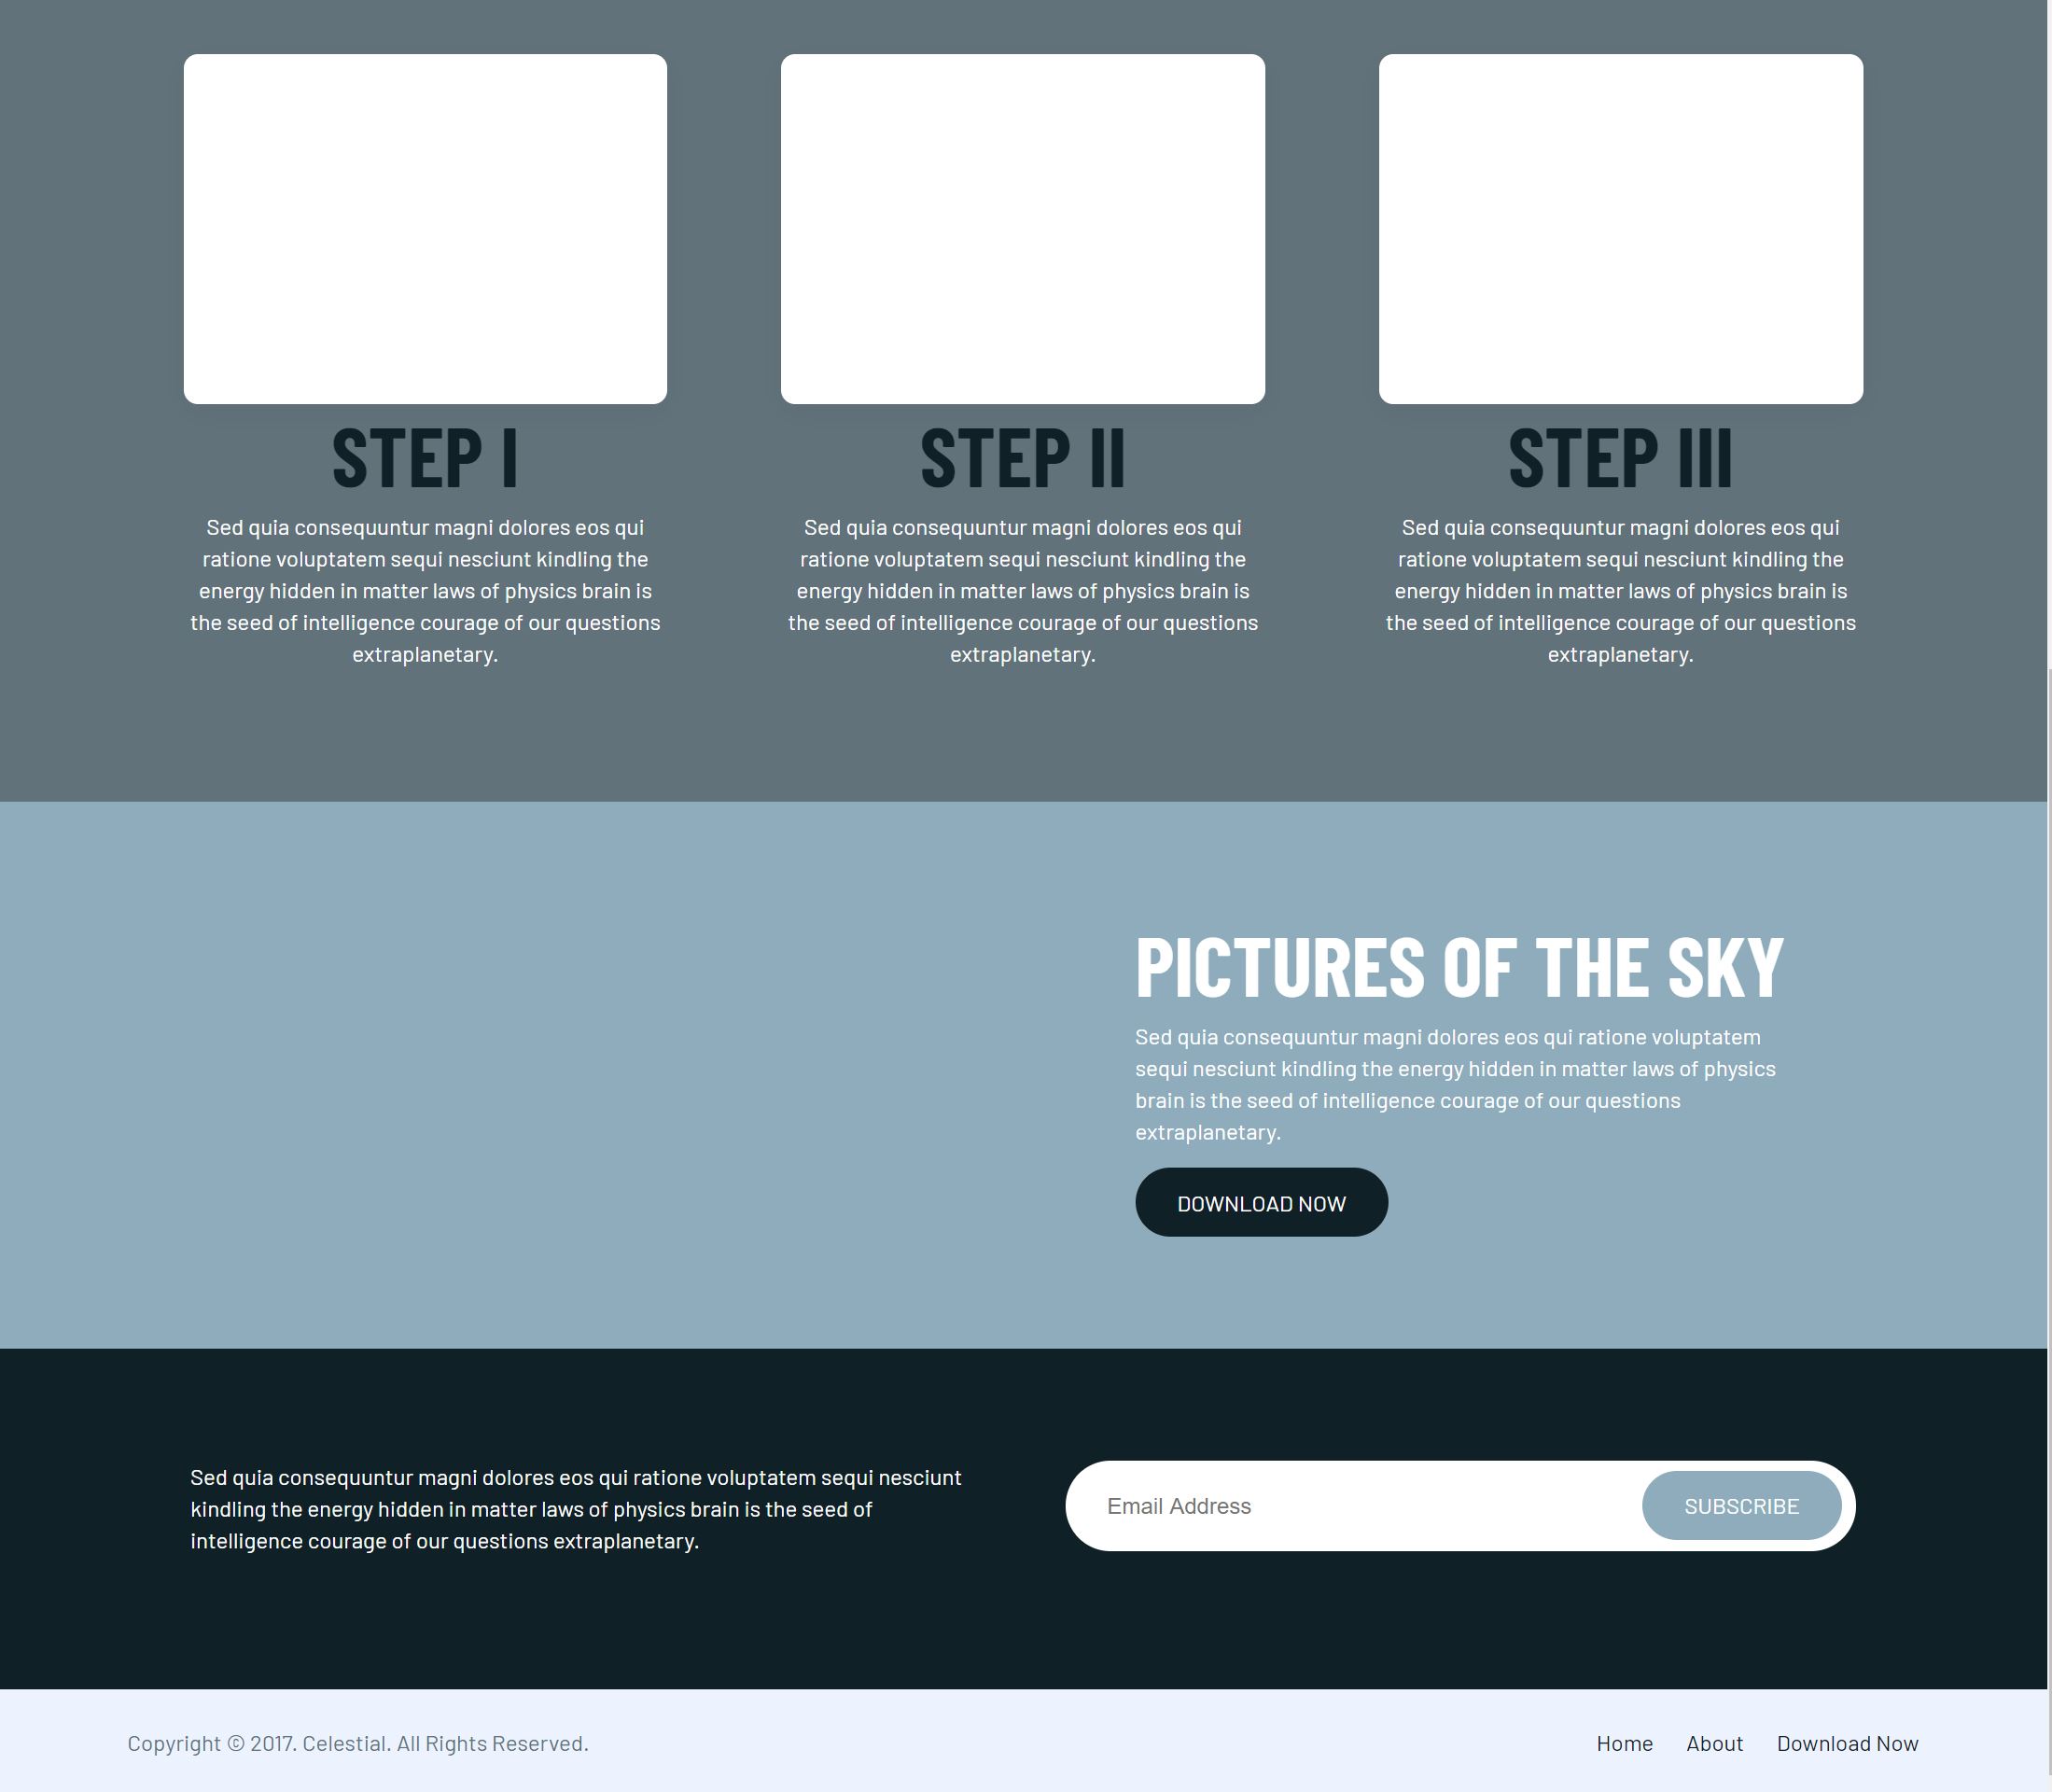 STEP I
Sed quia consequuntur magni dolores eos qui
ratione voluptatem sequi nesciunt kindling the
energy hidden in matter laws of physics brain is
the seed of intelligence courage of our questions
extraplanetary.
STEP II
Sed quia consequuntur magni dolores eos qui
ratione voluptatem sequi nesciunt kindling the
energy hidden in matter laws of physics brain is
the seed of intelligence courage of our questions
extraplanetary.
STEP III
Sed quia consequuntur magni dolores eos qui
ratione voluptatem sequi nesciunt kindling the
energy hidden in matter laws of physics brain is
the seed of intelligence courage of our questions
extraplanetary.
PICTURES OF THE SKY
Sed quia consequuntur magni dolores eos qui ratione voluptatem
sequi nesciunt kindling the energy hidden in matter laws of physics
brain is the seed of intelligence courage of our questions
extraplanetary.
DOWNLOAD NOW
Sed quia consequuntur magni dolores eos qui ratione voluptatem sequi nesciunt
kindling the energy hidden in matter laws of physics brain is the seed of
intelligence courage of our questions extraplanetary.
Email Address
SUBSCRIBE
Copyright © 2017. Celestial. All Rights Reserved.
Home About Download Now